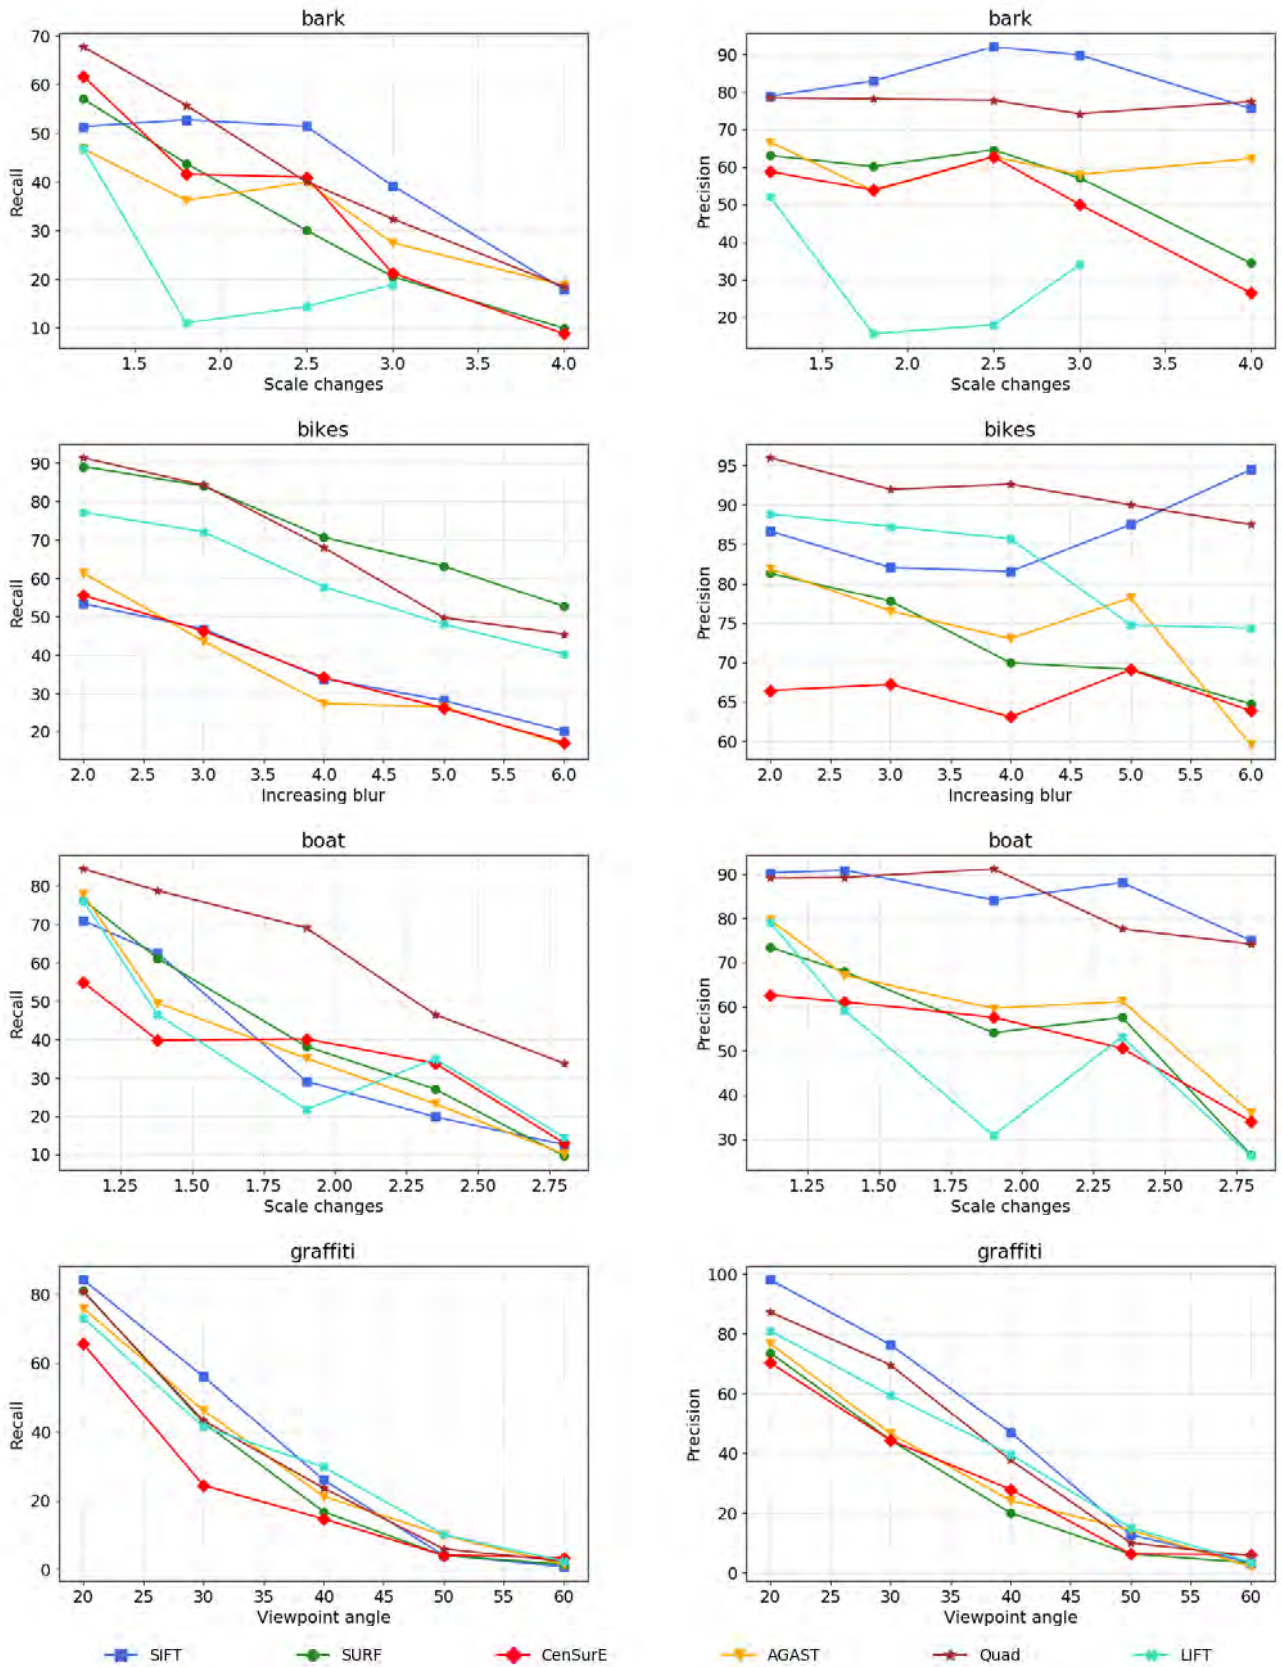 bark
bark
70
60
50
40
30
20
10
Recall
1.5 2.0 2.5 3.0 3.5 4.0
Scale changes
90
80
70
60
50
40
30
20
Precision
1.5 2.0 2.5 3.0 3.5 4.0
Scale changes
bikes
bikes
90
80
70
60
50
40
30
20
Recall
2.0 2.5 3.0 3.5 4.0 4.5 5.0 5.5 6.0
Increasing blur
95
90
85
80
75
70
65
60
Precision
2.0 2.5 3.0 3.5 4.0 4.5 5.0 5.5 6.0
Increasing blur
boat
boat
80
70
60
50
40
30
20
10
Recall
1.25 1.50 1.75 2.00 2.25 2.50 2.75
Scale changes
90
80
70
60
50
40
30
Precision
1.25 1.50 1.75 2.00 2.25 2.50 2.75
Scale changes
graffiti
graffiti
80
60
40
20
0
Recall
20 25 30 35 40 45 50 55 60
Viewpoint angle
100
80
60
40
20
0
Precision
20 25 30 35 40 45 50 55 60
Viewpoint angle
SIFT SURF CenSurE AGAST Quad LIFT